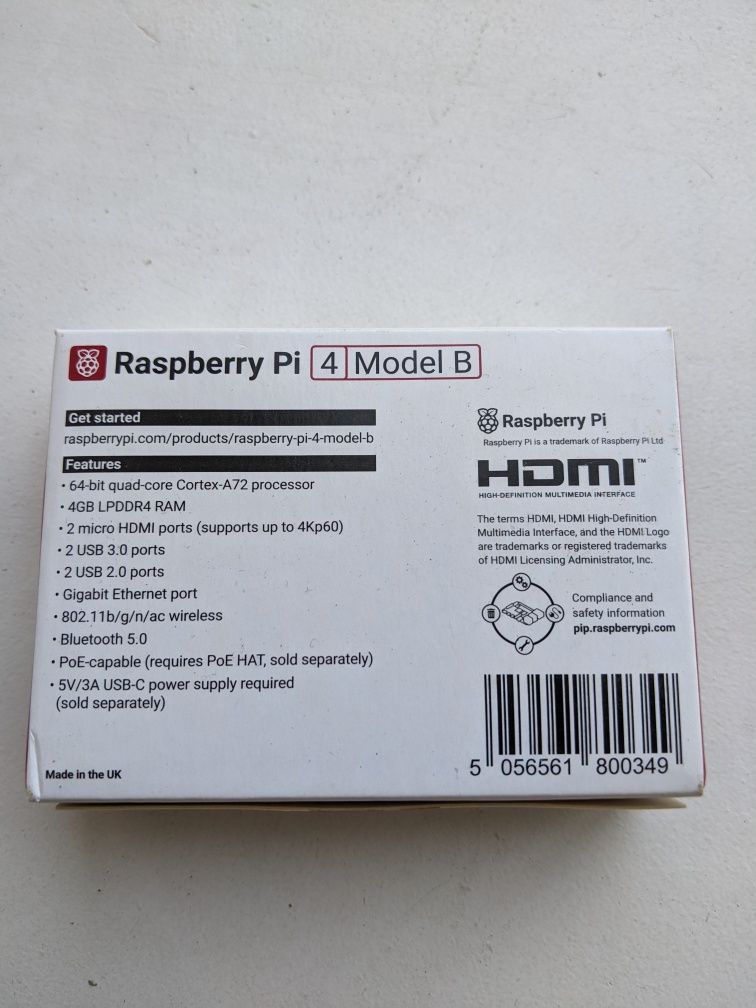 Raspberry Pi 4 Model B
Get started
raspberrypi.com/products/raspberry-pi-4-model-b
Features
• 64-bit quad-core Cortex-A72 processor
• 4GB LPDDR4 RAM
• 2 micro HDMI ports (supports up to 4Kp60)
• 2 USB 3.0 ports
• 2 USB 2.0 ports
• Gigabit Ethernet port
• 802.11b/g/n/ac wireless
• Bluetooth 5.0
• PoE-capable (requires PoE HAT, sold separately)
• 5V/3A USB-C power supply required
(sold separately)
Made in the UK
Raspberry Pi
Raspberry Pi is a trademark of Raspberry Pi Ltd
HDMI™
HIGH-DEFINITION MULTIMEDIA INTERFACE
The terms HDMI, HDMI High-Definition
Multimedia Interface, and the HDMI Logo
are trademarks or registered trademarks
of HDMI Licensing Administrator, Inc.
Compliance and
safety information
pip.raspberrypi.com
5 056561 800349